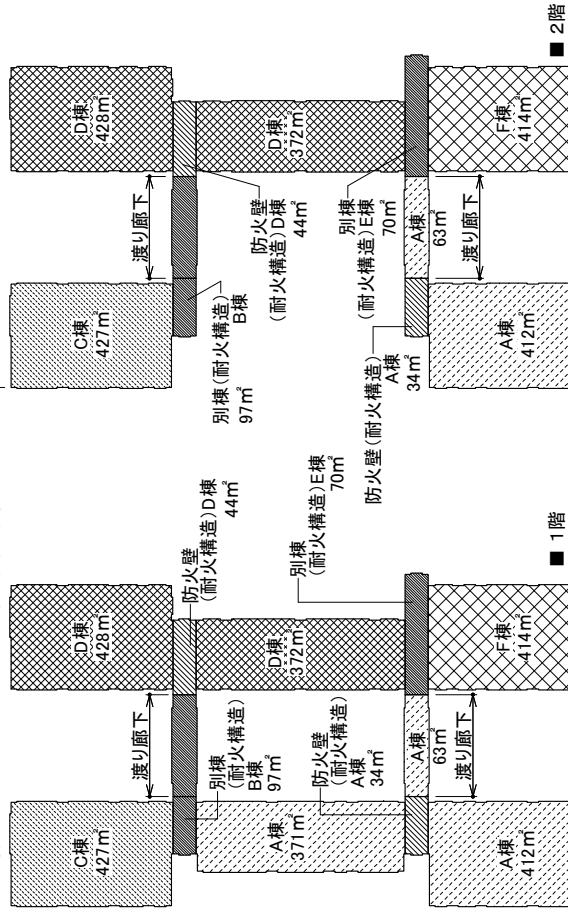 ■ 1階
C棟
427㎡
渡り廊下
D棟
428㎡
別棟
(耐火構造)
B棟
97㎡
防火壁
(耐火構造)D棟
44㎡
A棟
371㎡
D棟
372㎡
防火壁
(耐火構造)
A棟
34㎡
別棟
(耐火構造)E棟
70㎡
A棟
63㎡
渡り廊下
A棟
412㎡
F棟
414㎡
■ 2階
C棟
427㎡
渡り廊下
D棟
428㎡
別棟(耐火構造)
B棟
97㎡
防火壁
(耐火構造)D棟
44㎡
D棟
372㎡
防火壁(耐火構造)
A棟
34㎡
別棟
(耐火構造)E棟
70㎡
A棟
63㎡
渡り廊下
A棟
412㎡
F棟
414㎡